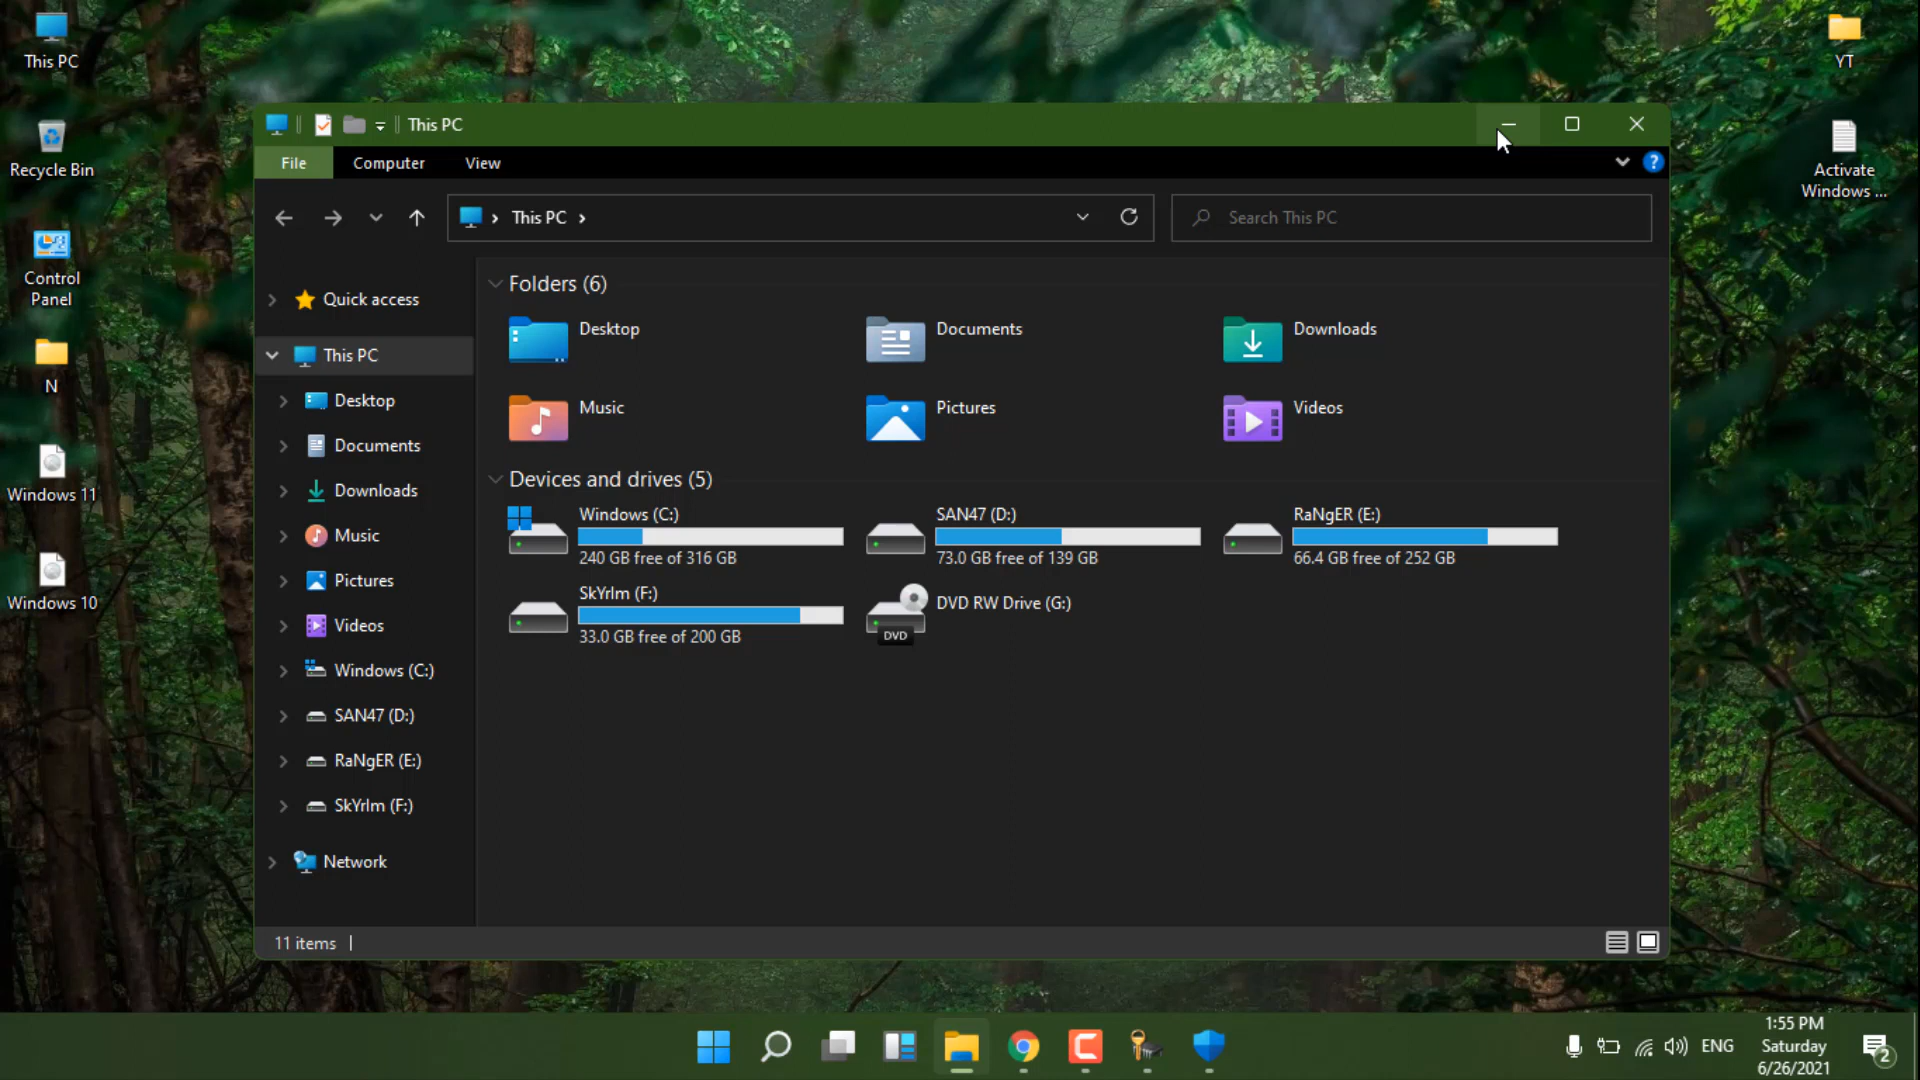 This PC
Recycle Bin
Control
Panel
N
Windows 11
Windows 10
YT
Activate
Windows ...
This PC
File
Computer
View
?
This PC
Search This PC
Quick access
This PC
Desktop
Documents
Downloads
Music
Pictures
Videos
Windows (C:)
SAN47 (D:)
RaNgER (E:)
SkYrIm (F:)
Network
Folders (6)
Desktop
Documents
Downloads
Music
Pictures
Videos
Devices and drives (5)
Windows (C:)
240 GB free of 316 GB
SAN47 (D:)
73.0 GB free of 139 GB
RaNgER (E:)
66.4 GB free of 252 GB
SkYrIm (F:)
33.0 GB free of 200 GB
DVD RW Drive (G:)
DVD
11 items
ENG
1:55 PM
Saturday
6/26/2021
2